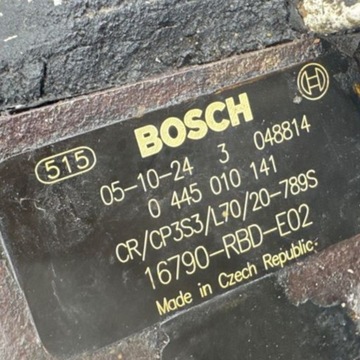 BOSCH
515
05-10-24 3 048814
0 445 010 141
CR/CP3S3/L70/20-789S
16790-RBD-E02
Made in Czech Republic.